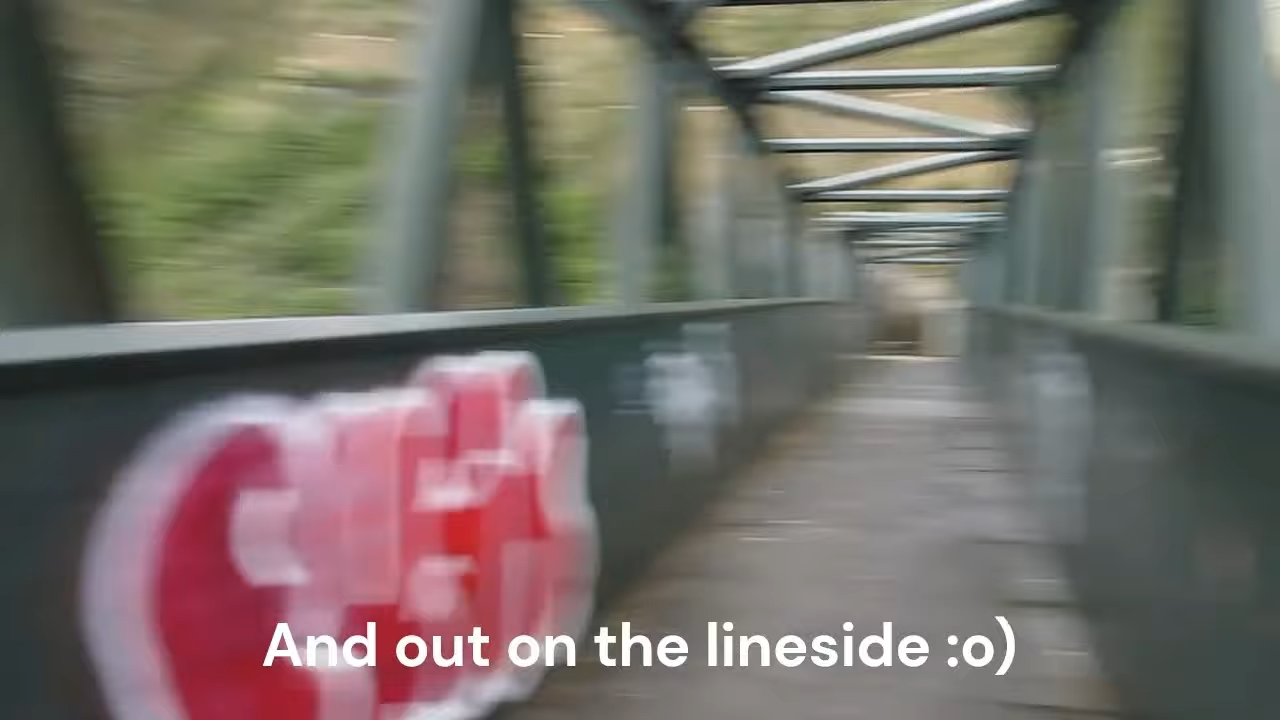 And out on the lineside :o)